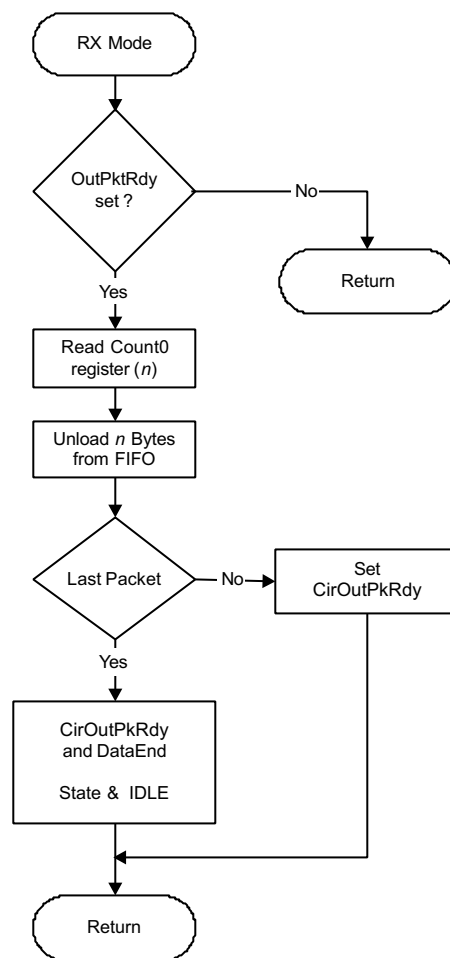 RX Mode
OutPktRdy
set ?
No
Return
Yes
Read Count0
register (n)
Unload n Bytes
from FIFO
Last Packet
No
Set
CirOutPkRdy
Yes
CirOutPkRdy
and DataEnd
State & IDLE
Return